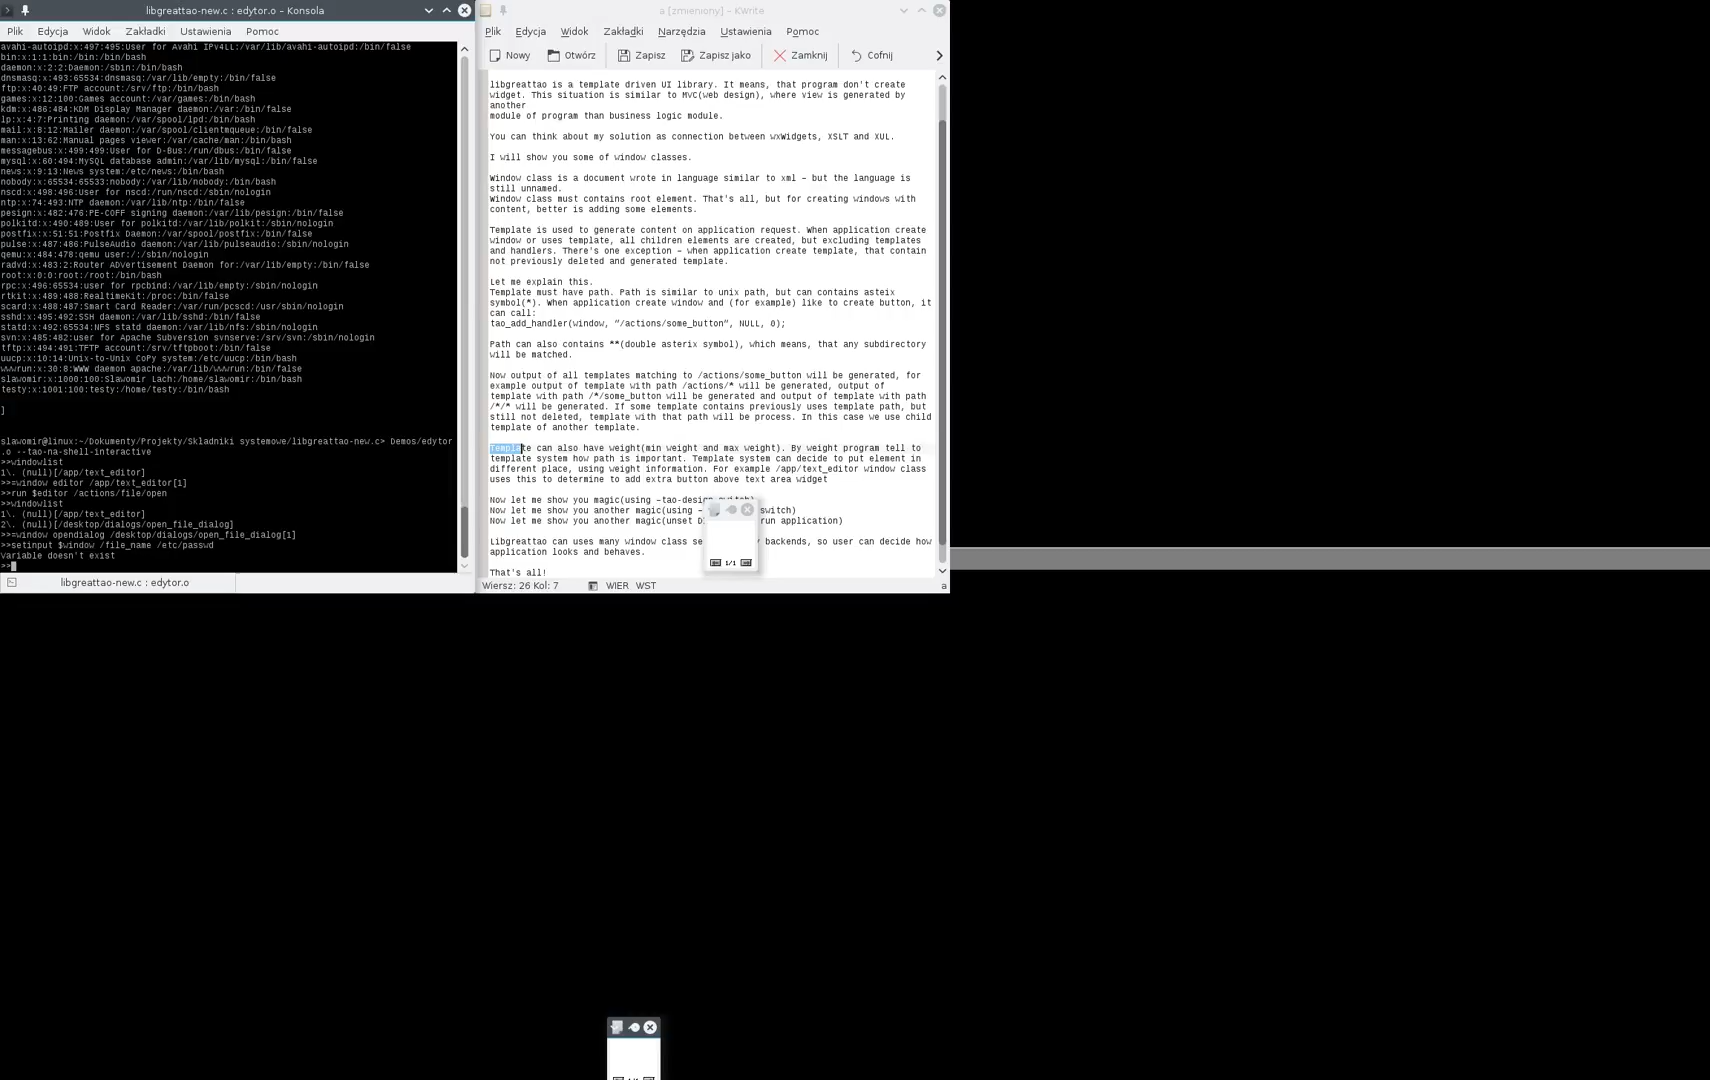 libgreattao-new.c : edytor.o – Konsola
Plik Edycja Widok Zakładki Ustawienia Pomoc
avahi-autoipd:x:497:495:User for Avahi IPv4LL:/var/lib/avahi-autoipd:/bin/false
bin:x:1:1:bin:/bin:/bin/bash
daemon:x:2:2:Daemon:/sbin:/bin/bash
dnsmasq:x:493:65534:dnsmasq:/var/lib/empty:/bin/false
ftp:x:40:49:FTP account:/srv/ftp:/bin/bash
games:x:12:100:Games account:/var/games:/bin/bash
kdm:x:486:484:KDM Display Manager daemon:/var/run/kdm:/bin/false
lp:x:4:7:Printing daemon:/var/spool/lpd:/bin/bash
mail:x:8:12:Mailer daemon:/var/spool/clientmqueue:/bin/false
man:x:13:62:Manual pages viewer:/var/cache/man:/bin/bash
messagebus:x:499:499:User for D-Bus:/run/dbus:/bin/false
mysql:x:60:494:MySQL database admin:/var/lib/mysql:/bin/false
news:x:9:13:News system:/etc/news:/bin/bash
nobody:x:65534:65533:nobody:/var/lib/nobody:/bin/bash
nscd:x:498:496:User for nscd:/run/nscd:/sbin/nologin
ntp:x:74:493:NTP daemon:/var/lib/ntp:/bin/false
pesign:x:482:476:PE-COFF signing daemon:/var/lib/pesign:/bin/false
polkitd:x:490:489:User for polkitd:/var/lib/polkit:/sbin/nologin
postfix:x:51:51:Postfix Daemon:/var/spool/postfix:/bin/false
pulse:x:487:486:PulseAudio daemon:/var/lib/pulseaudio:/sbin/nologin
qemu:x:484:478:qemu user:/:/sbin/nologin
radvd:x:483:2:Router ADVertisement Daemon for:/var/lib/empty:/bin/false
root:x:0:0:root:/root:/bin/bash
rpc:x:496:65534:user for rpcbind:/var/lib/empty:/sbin/nologin
rtkit:x:489:488:RealtimeKit:/proc:/bin/false
scard:x:488:487:Smart Card Reader:/var/run/pcscd:/usr/sbin/nologin
sshd:x:495:492:SSH daemon:/var/lib/sshd:/bin/false
statd:x:492:65534:NFS statd daemon:/var/lib/nfs:/sbin/nologin
svn:x:485:482:user for Apache Subversion svnserve:/srv/svn:/sbin/nologin
tftp:x:494:491:TFTP account:/srv/tftpboot:/bin/false
uucp:x:10:14:Unix-to-Unix CoPy system:/etc/uucp:/bin/bash
wwwrun:x:30:8:WWW daemon apache:/var/lib/wwwrun:/bin/false
slawomir:x:1000:100:Slawomir Lach:/home/slawomir:/bin/bash
testy:x:1001:100:testy:/home/testy:/bin/bash
]
slawomir@linux:~/Dokumenty/Projekty/Składniki systemowe/libgreattao-new.c> Demos/edytor
.o --tao-na-shell-interactive
>>windowlist
1\. (null)[/app/text_editor]
>>=window editor /app/text_editor[1]
>>run $editor /actions/file/open
>>windowlist
1\. (null)[/app/text_editor]
2\. (null)[/desktop/dialogs/open_file_dialog]
>>=window opendialog /desktop/dialogs/open_file_dialog[1]
>>setinput $window /file_name /etc/passwd
Variable doesn't exist
>>
libgreattao-new.c : edytor.o
a [zmieniony] – KWrite
Plik Edycja Widok Zakładki Narzędzia Ustawienia Pomoc
Nowy Otwórz Zapisz Zapisz jako Zamknij Cofnij
libgreattao is a template driven UI library. It means, that program don't create
widget. This situation is similar to MVC(web design), where view is generated by
another
module of program than business logic module.
You can think about my solution as connection between wxWidgets, XSLT and XUL.
I will show you some of window classes.
Window class is a document wrote in language similar to xml – but the language is
still unnamed.
Window class must contains root element. That's all, but for creating windows with
content, better is adding some elements.
Template is used to generate content on application request. When application create
window or uses template, all children elements are created, but excluding templates
and handlers. There's one exception – when application create template, that contain
not previously deleted and generated template.
Let me explain this.
Template must have path. Path is similar to unix path, but can contains asteix
symbol(*). When application create window and (for example) like to create button, it
can call:
tao_add_handler(window, "/actions/some_button", NULL, 0);
Path can also contains **(double asterix symbol), which means, that any subdirectory
will be matched.
Now output of all templates matching to /actions/some_button will be generated, for
example output of template with path /actions/* will be generated, output of
template with path /*/some_button will be generated and output of template with path
/*/* will be generated. If some template contains previously uses template path, but
still not deleted, template with that path will be process. In this case we use child
template of another template.
Template can also have weight(min weight and max weight). By weight program tell to
template system how path is important. Template system can decide to put element in
different place, using weight information. For example /app/text_editor window class
uses this to determine to add extra button above text area widget
Now let me show you magic(using –tao-design switch)
Now let me show you another magic(using – switch)
Now let me show you another magic(unset D run application)
Libgreattao can uses many window class se y backends, so user can decide how
application looks and behaves.
That's all!
1/1
Wiersz: 26 Kol: 7 WIER WST a